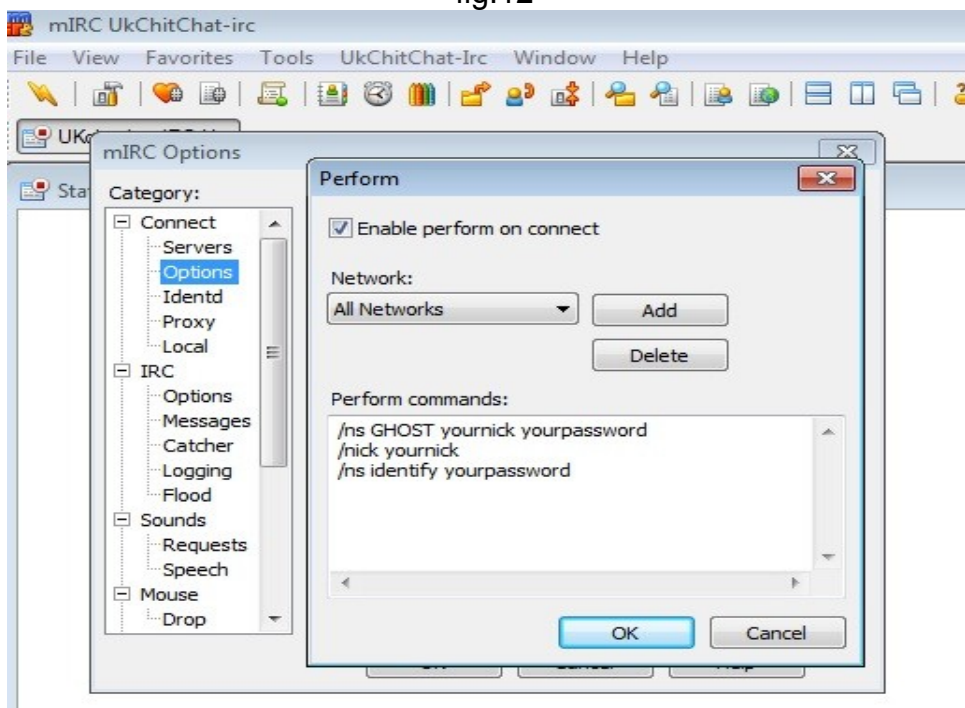 fig.12
mIRC UkChitChat-irc
File View Favorites Tools UkChitChat-Irc Window Help
mIRC Options
Category:
Connect
Servers
Options
Identd
Proxy
Local
IRC
Options
Messages
Catcher
Logging
Flood
Sounds
Requests
Speech
Mouse
Drop
Perform
Enable perform on connect
Network:
All Networks
Add
Delete
Perform commands:
/ns GHOST yournick yourpassword
/nick yournick
/ns identify yourpassword
OK Cancel